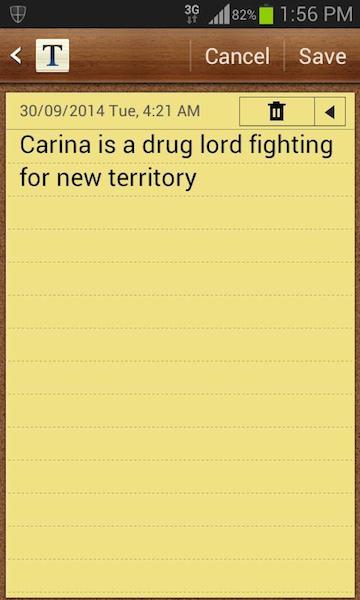 3G 82% 1:56 PM
T Cancel Save
30/09/2014 Tue, 4:21 AM
Carina is a drug lord fighting
for new territory